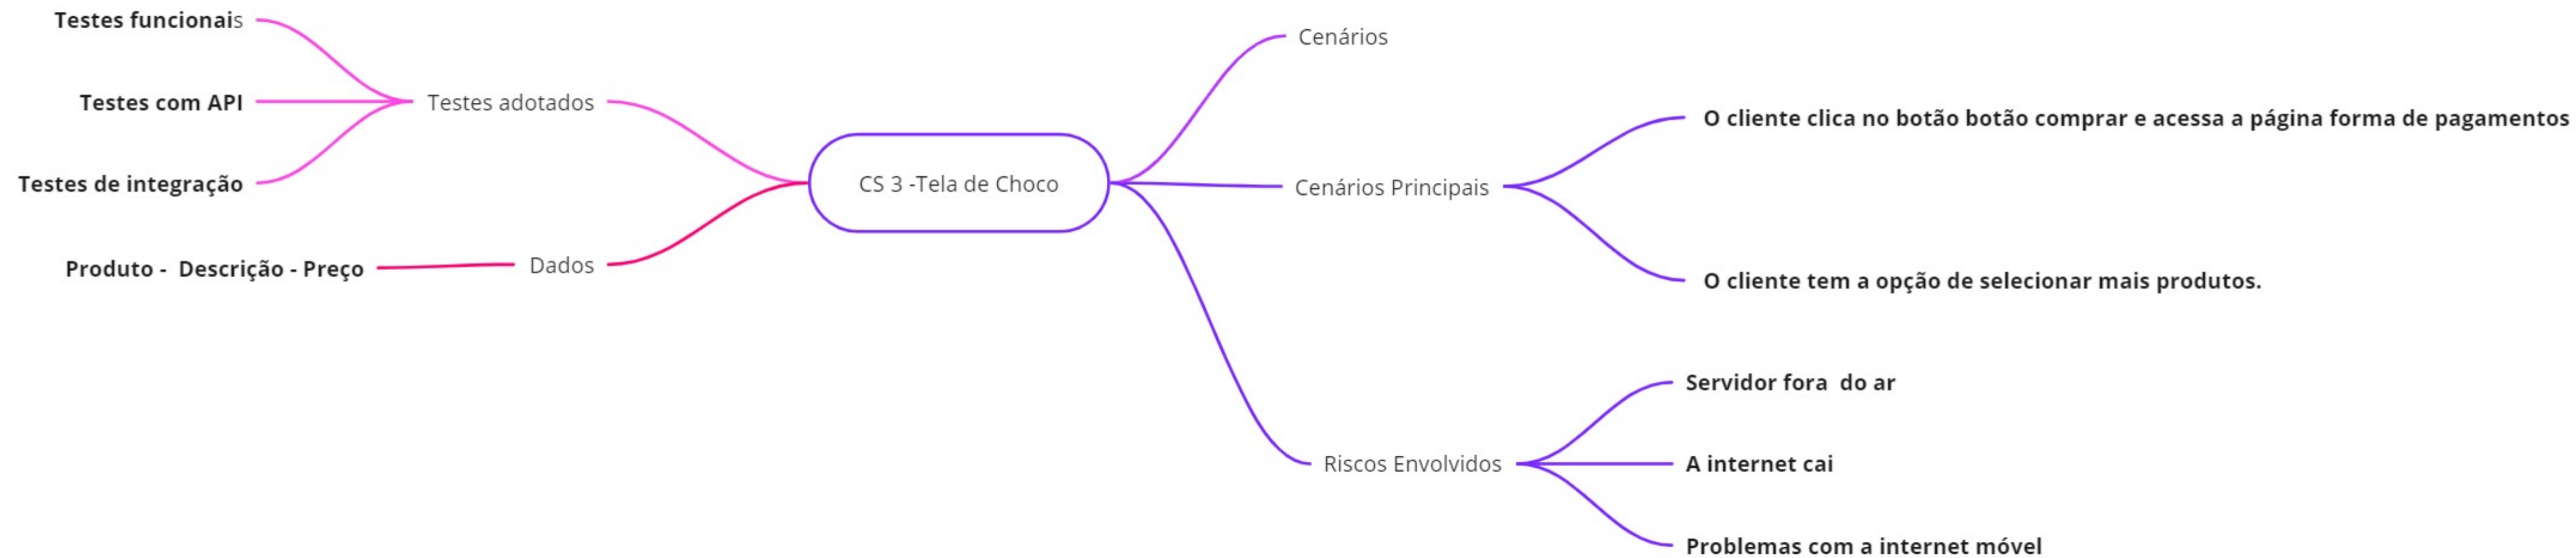 Testes funcionais
Testes com API
Testes adotados
Testes de integração
Produto -  Descrição - Preço
Dados
CS 3 -Tela de Choco
Cenários
Cenários Principais
O cliente clica no botão botão comprar e acessa a página forma de pagamentos
O cliente tem a opção de selecionar mais produtos.
Riscos Envolvidos
Servidor fora  do ar
A internet cai
Problemas com a internet móvel